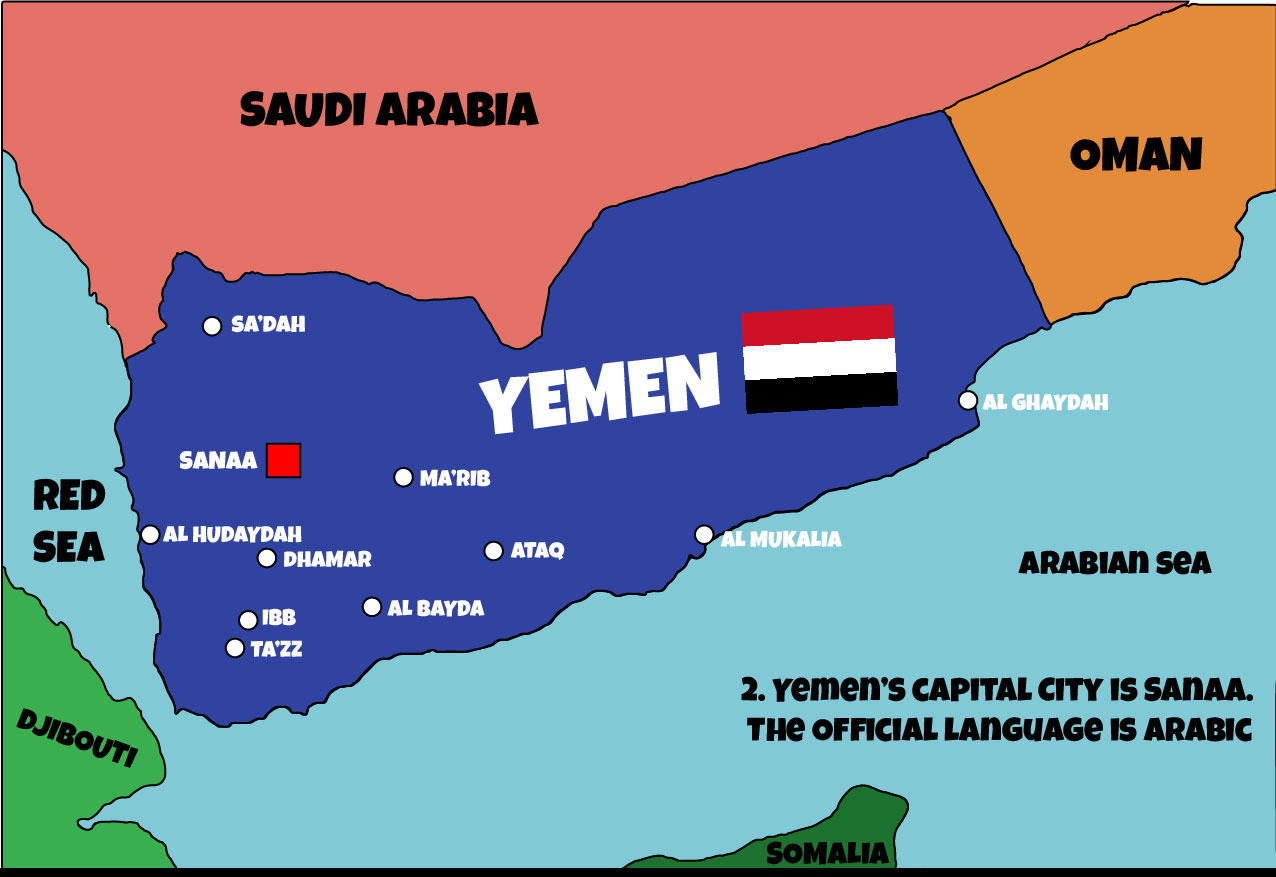 SAUDI ARABIA
OMAN
SA'DAH
YEMEN
AL GHAYDAH
SANAA
MA'RIB
RED
SEA
AL HUDAYDAH
DHAMAR
ATAQ
AL MUKALIA
ARABIAN SEA
IBB
AL BAYDA
TA'ZZ
2. YEMEN'S CAPITAL CITY IS SANAA.
THE OFFICIAL LANGUAGE IS ARABIC
DJIBOUTI
SOMALIA